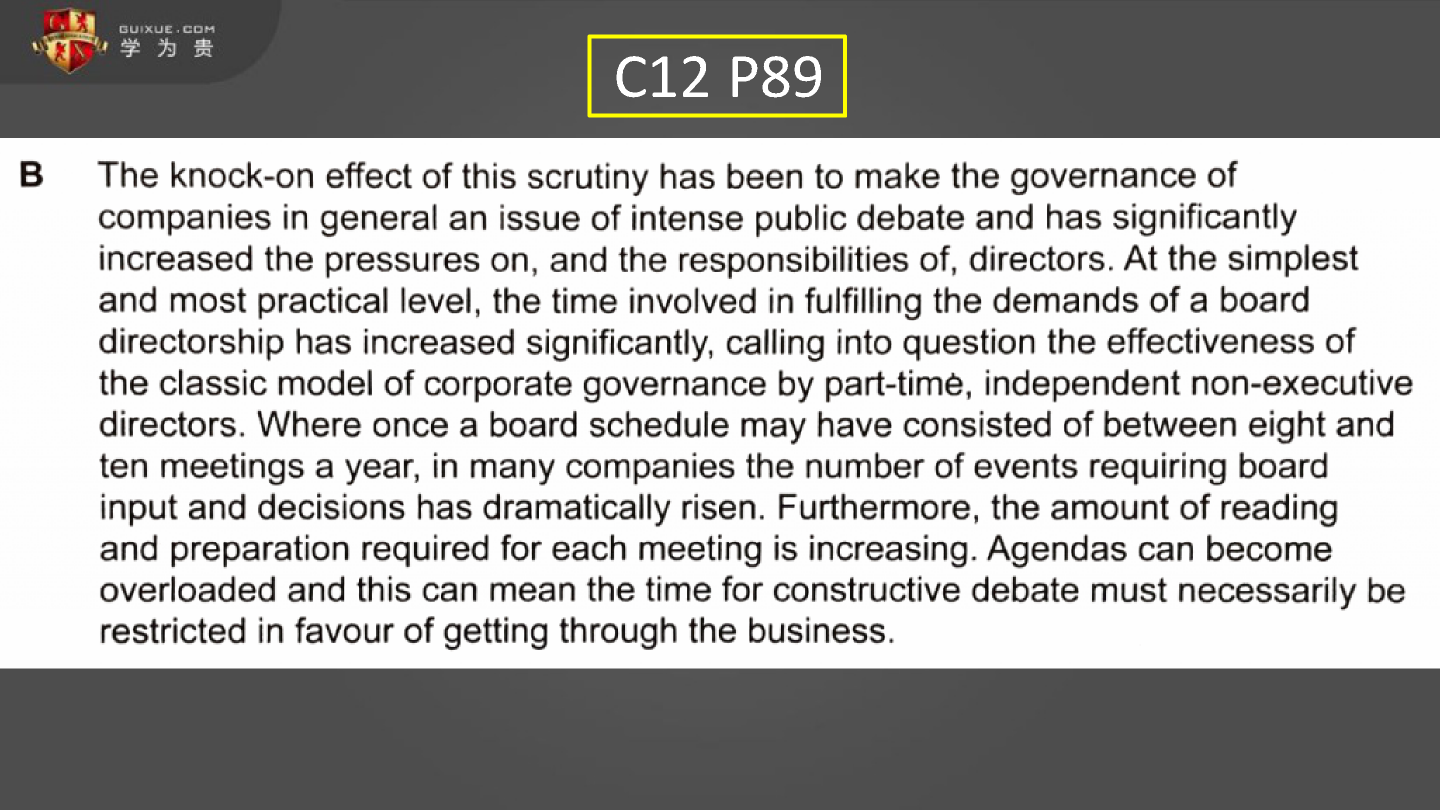 GUIXUE.COM
学为贵
C12 P89
B The knock-on effect of this scrutiny has been to make the governance of
companies in general an issue of intense public debate and has significantly
increased the pressures on, and the responsibilities of, directors. At the simplest
and most practical level, the time involved in fulfilling the demands of a board
directorship has increased significantly, calling into question the effectiveness of
the classic model of corporate governance by part-time, independent non-executive
directors. Where once a board schedule may have consisted of between eight and
ten meetings a year, in many companies the number of events requiring board
input and decisions has dramatically risen. Furthermore, the amount of reading
and preparation required for each meeting is increasing. Agendas can become
overloaded and this can mean the time for constructive debate must necessarily be
restricted in favour of getting through the business.